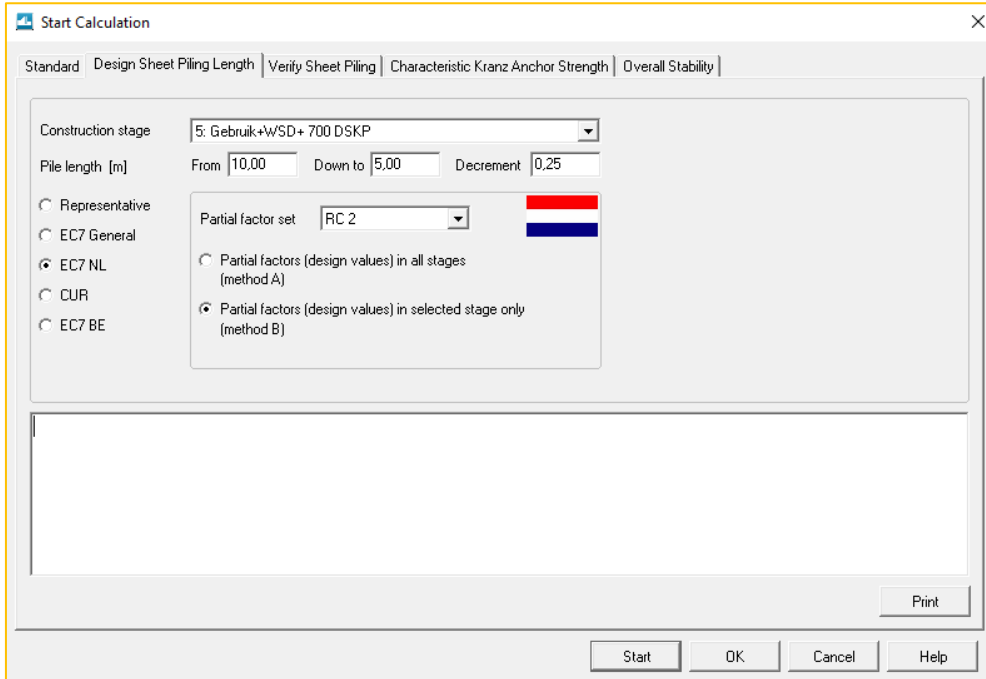 Start Calculation
Standard Design Sheet Piling Length Verify Sheet Piling Characteristic Kranz Anchor Strength Overall Stability
Construction stage 5: Gebruik+WSD+ 700 DSKP
Pile length [m] From 10,00 Down to 5,00 Decrement 0,25
Representative
EC7 General
EC7 NL
CUR
EC7 BE
Partial factor set RC 2
Partial factors (design values) in all stages
(method A)
Partial factors (design values) in selected stage only
(method B)
Print
Start OK Cancel Help